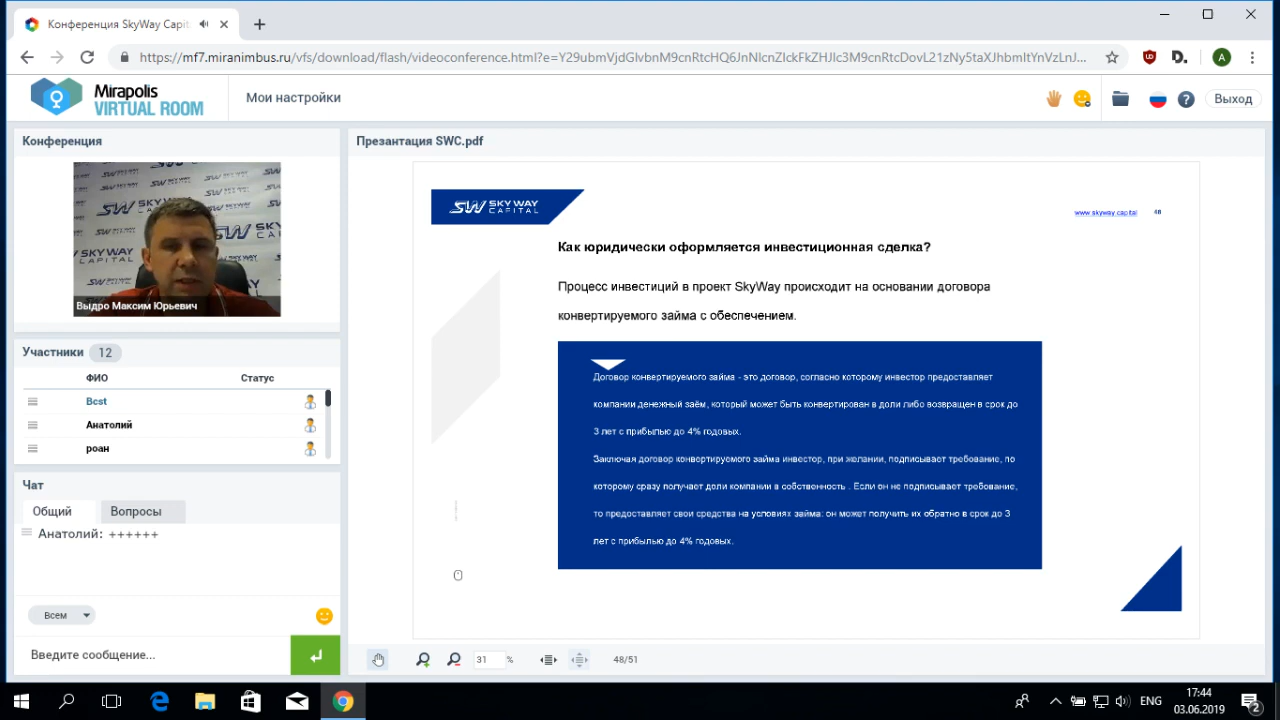 Конференция SkyWay Capit
https://mf7.miranimbus.ru/vfs/download/flash/videoconference.html?e=
Mirapolis
VIRTUAL ROOM
Мои настройки
Выход
Конференция
SKYWAY
CAPITAL
Выдро Максим Юрьевич
Участники 12
ФИО Статус
Bcst
Анатолий
роан
Чат
Общий Вопросы
Анатолий: ++++++
Всем
Введите сообщение...
Презантация SWC.pdf
SW SKYWAY
CAPITAL
www.skyway.capital 48
Как юридически оформляется инвестиционная сделка?
Процесс инвестиций в проект SkyWay происходит на основании договора
конвертируемого займа с обеспечением.
Договор конвертируемого займа - это договор, согласно которому инвестор предоставляет
компании денежный заём, который может быть конвертирован в доли либо возвращен в срок до
3 лет с прибылью до 4% годовых.
Заключая договор конвертируемого займа инвестор, при желании, подписывает требование, по
которому сразу получает доли компании в собственность . Если он не подписывает требование,
то предоставляет свои средства на условиях займа: он может получить их обратно в срок до 3
лет с прибылью до 4% годовых.
31 %
48/51
ENG
17:44
03.06.2019
2